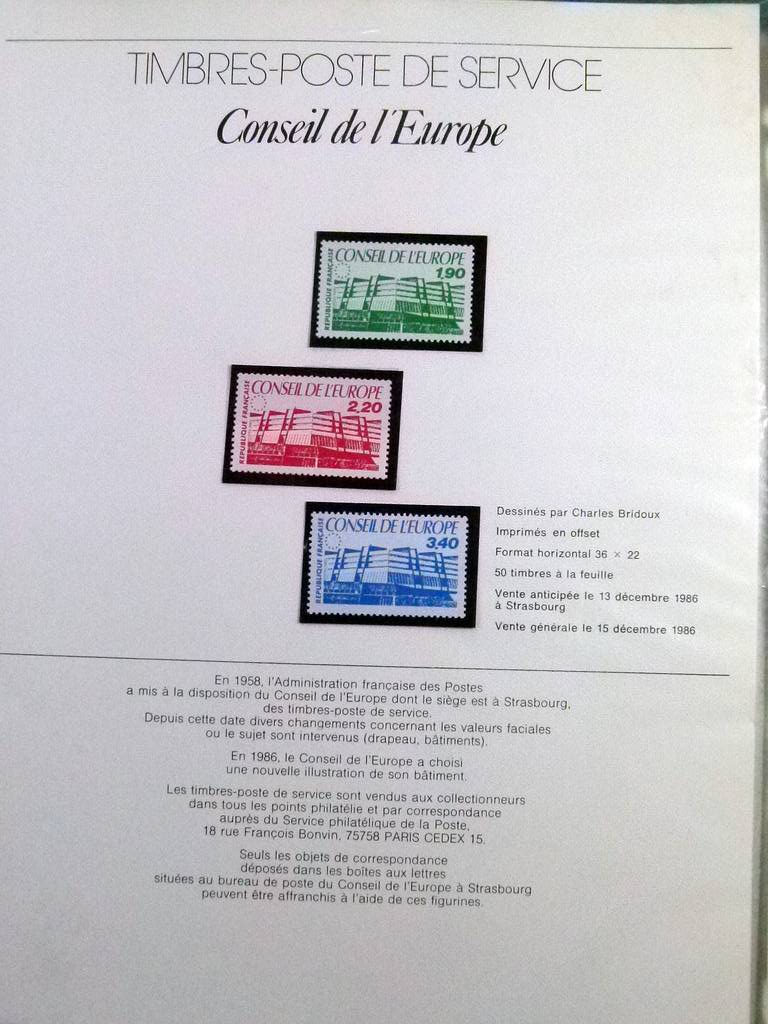 TIMBRES-POSTE DE SERVICE
Conseil de l'Europe
RÉPUBLIQUE FRANÇAISE
CONSEIL DE L'EUROPE
1,90
RÉPUBLIQUE FRANÇAISE
CONSEIL DE L'EUROPE
2,20
RÉPUBLIQUE FRANÇAISE
CONSEIL DE L'EUROPE
3,40
Dessinés par Charles Bridoux
Imprimés en offset
Format horizontal 36 × 22
50 timbres à la feuille
Vente anticipée le 13 décembre 1986
à Strasbourg
Vente générale le 15 décembre 1986
En 1958, l'Administration française des Postes
a mis à la disposition du Conseil de l'Europe dont le siège est à Strasbourg,
des timbres-poste de service.
Depuis cette date divers changements concernant les valeurs faciales
ou le sujet sont intervenus (drapeau, bâtiments).
En 1986, le Conseil de l'Europe a choisi
une nouvelle illustration de son bâtiment.
Les timbres-poste de service sont vendus aux collectionneurs
dans tous les points philatélie et par correspondance
auprès du Service philatélique de la Poste,
18 rue François Bonvin, 75758 PARIS CEDEX 15.
Seuls les objets de correspondance
déposés dans les boîtes aux lettres
situées au bureau de poste du Conseil de l'Europe à Strasbourg
peuvent être affranchis à l'aide de ces figurines.